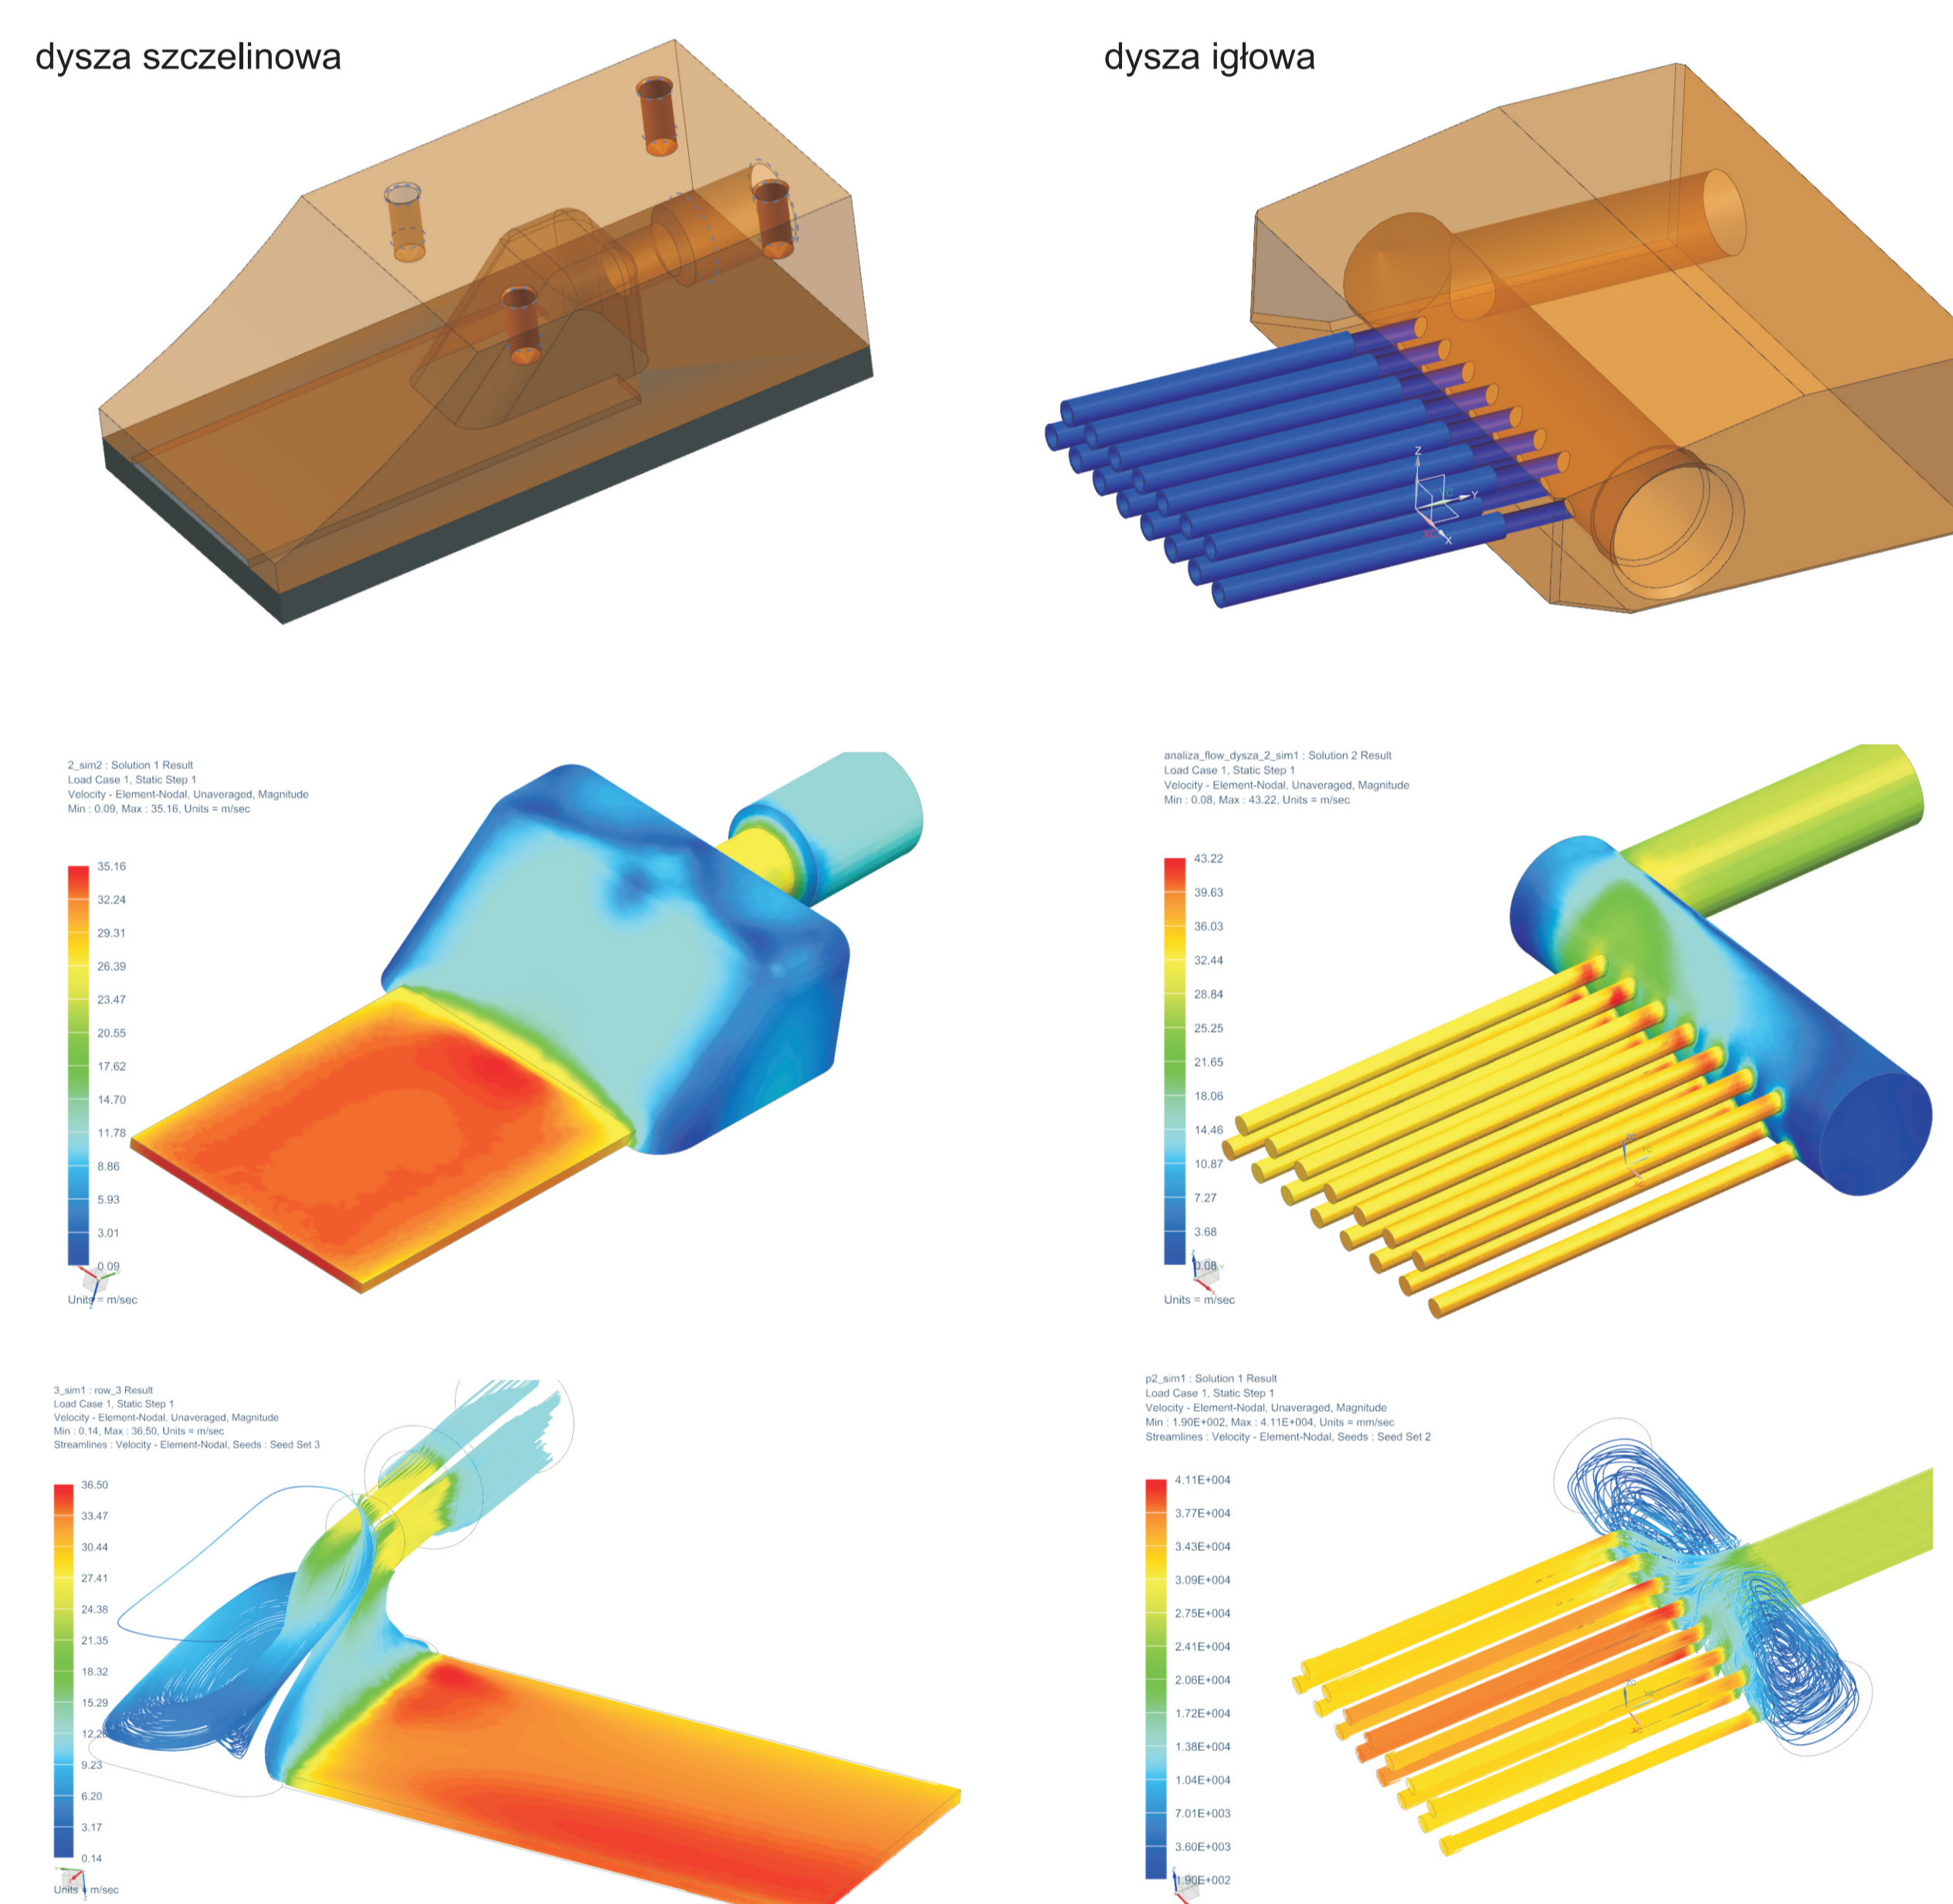 dysza szczelinowa
dysza igłowa
Z
YC
Y
XC
X
2_sim2 : Solution 1 Result
Load Case 1, Static Step 1
Velocity - Element-Nodal, Unaveraged, Magnitude
Min : 0.09, Max : 35.16, Units = m/sec
35.16
32.24
29.31
26.39
23.47
20.55
17.62
14.70
11.78
8.86
5.93
3.01
0.09
Units = m/sec
analiza_flow_dysza_2_sim1 : Solution 2 Result
Load Case 1, Static Step 1
Velocity - Element-Nodal, Unaveraged, Magnitude
Min : 0.08, Max : 43.22, Units = m/sec
43.22
39.63
36.03
32.44
28.84
25.25
21.65
18.06
14.46
10.87
7.27
3.68
0.08
Units = m/sec
ZC
YC
XC
3_sim1 : row_3 Result
Load Case 1, Static Step 1
Velocity - Element-Nodal, Unaveraged, Magnitude
Min : 0.14, Max : 36.50, Units = m/sec
Streamlines : Velocity - Element-Nodal, Seeds : Seed Set 3
36.50
33.47
30.44
27.41
24.38
21.35
18.32
15.29
12.26
9.23
6.20
3.17
0.14
Units = m/sec
p2_sim1 : Solution 1 Result
Load Case 1, Static Step 1
Velocity - Element-Nodal, Unaveraged, Magnitude
Min : 1.90E+002, Max : 4.11E+004, Units = mm/sec
Streamlines : Velocity - Element-Nodal, Seeds : Seed Set 2
4.11E+004
3.77E+004
3.43E+004
3.09E+004
2.75E+004
2.41E+004
2.06E+004
1.72E+004
1.38E+004
1.04E+004
7.01E+003
3.60E+003
1.90E+002
ZC
YC
XC